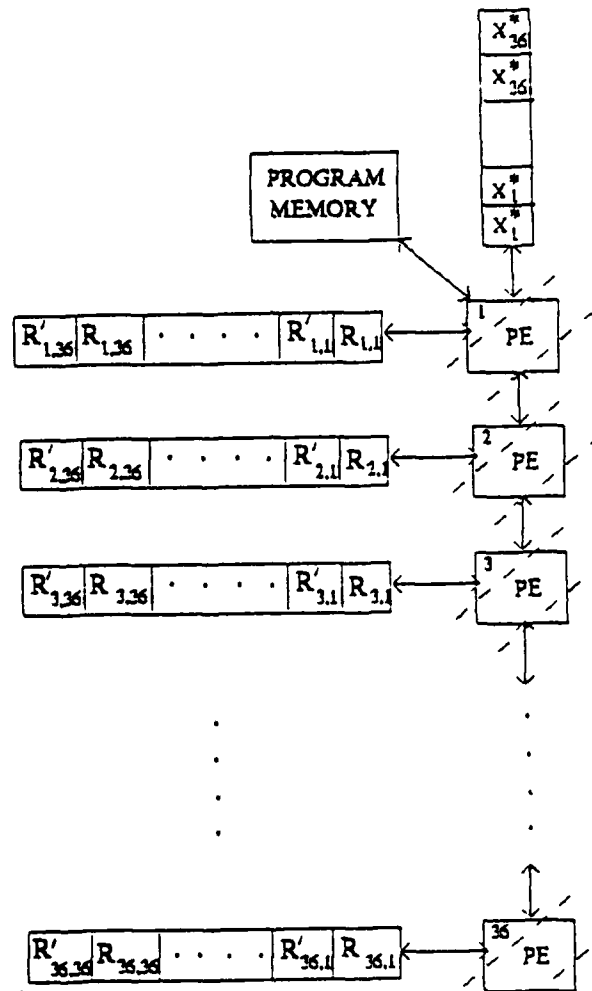 X*36
X*36
PROGRAM
MEMORY
X*1
X*1
R'1,36 R1,36 . . . . R'1,1 R1,1
1 PE
R'2,36 R2,36 . . . . R'2,1 R2,1
2 PE
R'3,36 R3,36 . . . . R'3,1 R3,1
3 PE
R'36,36 R36,36 . . . . R'36,1 R36,1
36 PE